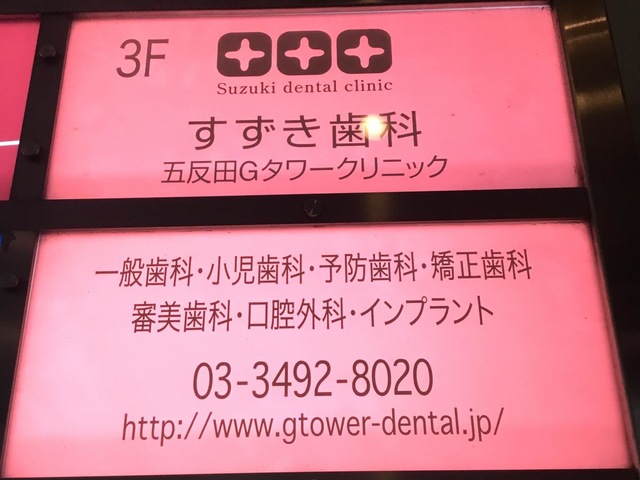 3F
Suzuki dental clinic
すずき歯科
五反田Gタワークリニック
一般歯科・小児歯科・予防歯科・矯正歯科
審美歯科・口腔外科・インプラント
03-3492-8020
http://www.gtower-dental.jp/